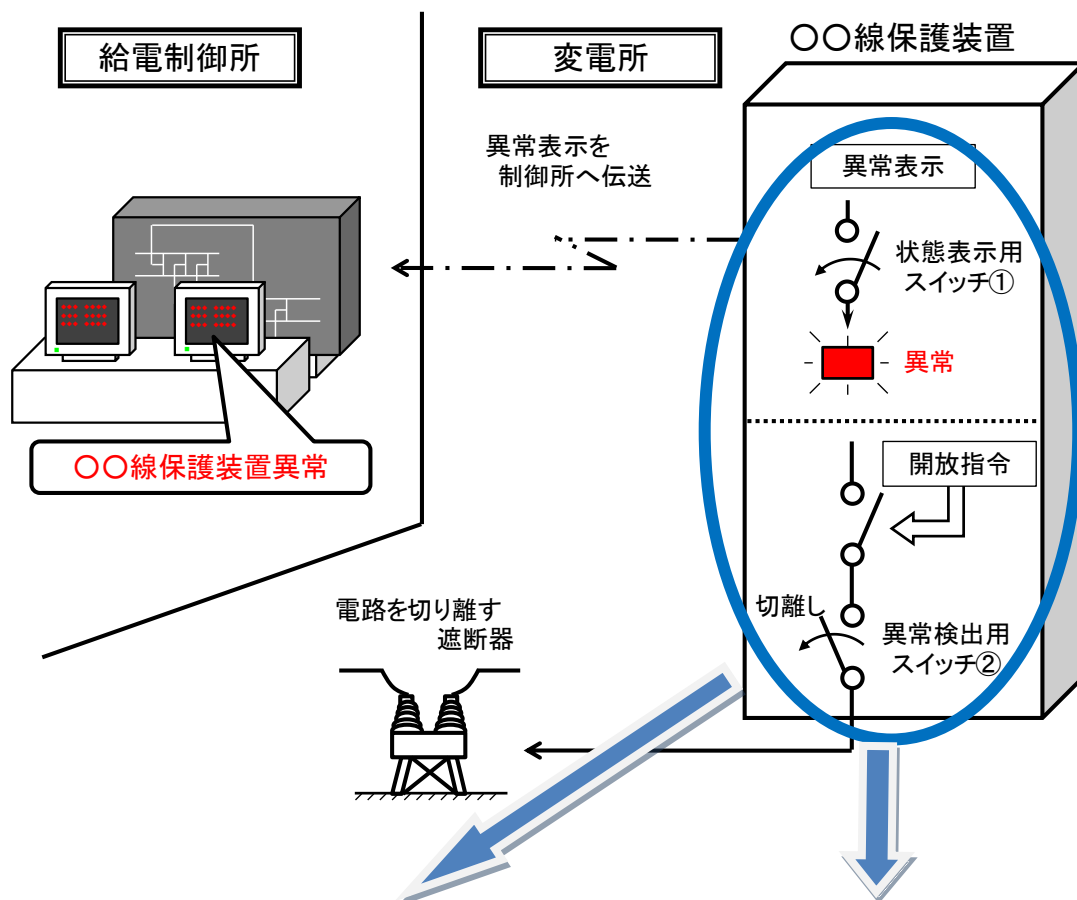 給電制御所
変電所
〇〇線保護装置
異常表示を
制御所へ伝送
異常表示
状態表示用
スイッチ①
異常
〇〇線保護装置異常
開放指令
切離し
異常検出用
スイッチ②
電路を切り離す
遮断器